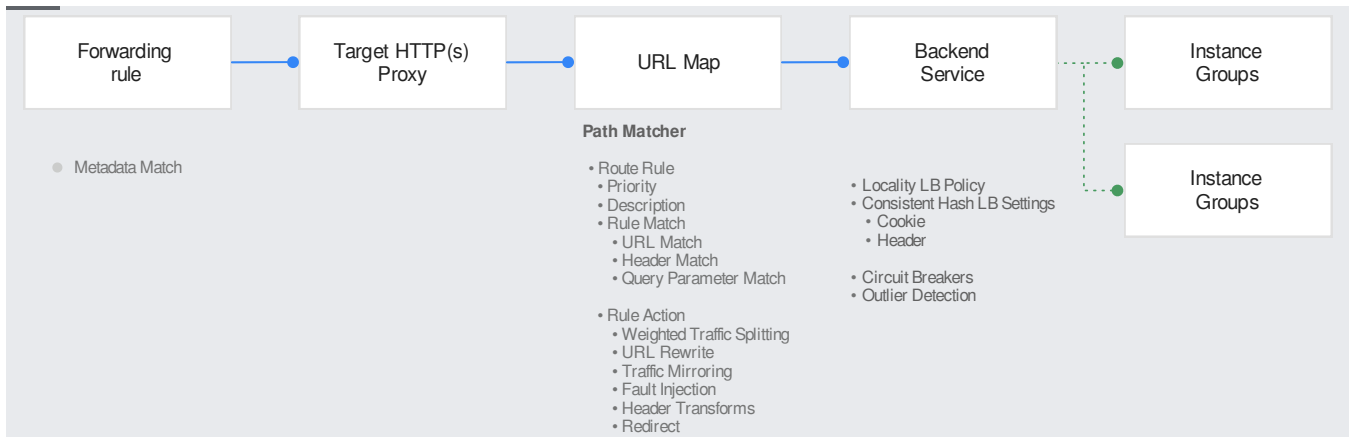 Forwarding
rule
Target HTTP(s)
Proxy
URL Map
Backend
Service
Instance
Groups
Instance
Groups
Metadata Match
Path Matcher
• Route Rule
• Priority
• Description
• Rule Match
• URL Match
• Header Match
• Query Parameter Match
• Rule Action
• Weighted Traffic Splitting
• URL Rewrite
• Traffic Mirroring
• Fault Injection
• Header Transforms
• Redirect
• Locality LB Policy
• Consistent Hash LB Settings
• Cookie
• Header
• Circuit Breakers
• Outlier Detection